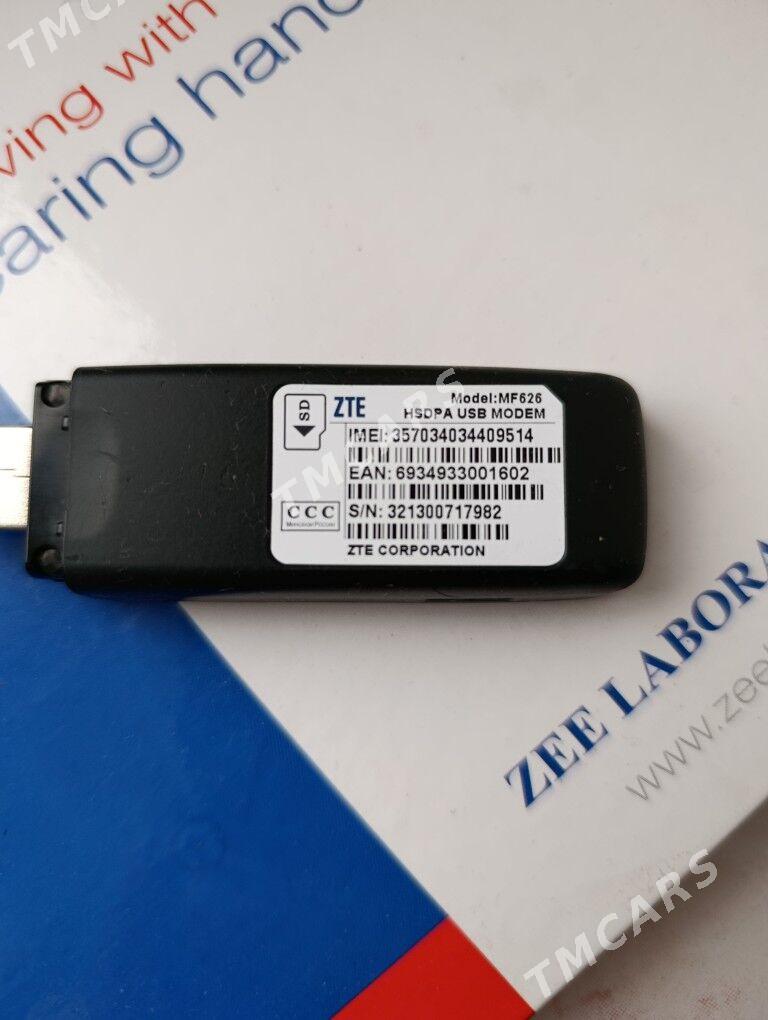 TMCARS
ving with
caring hand
SD
ZTE
Model:MF626
HSDPA USB MODEM
IMEI: 357034034409514
EAN: 6934933001602
S/N: 321300717982
CCC
ZTE CORPORATION
TMCARS
ZEE LABORA
www.zee
TMCARS